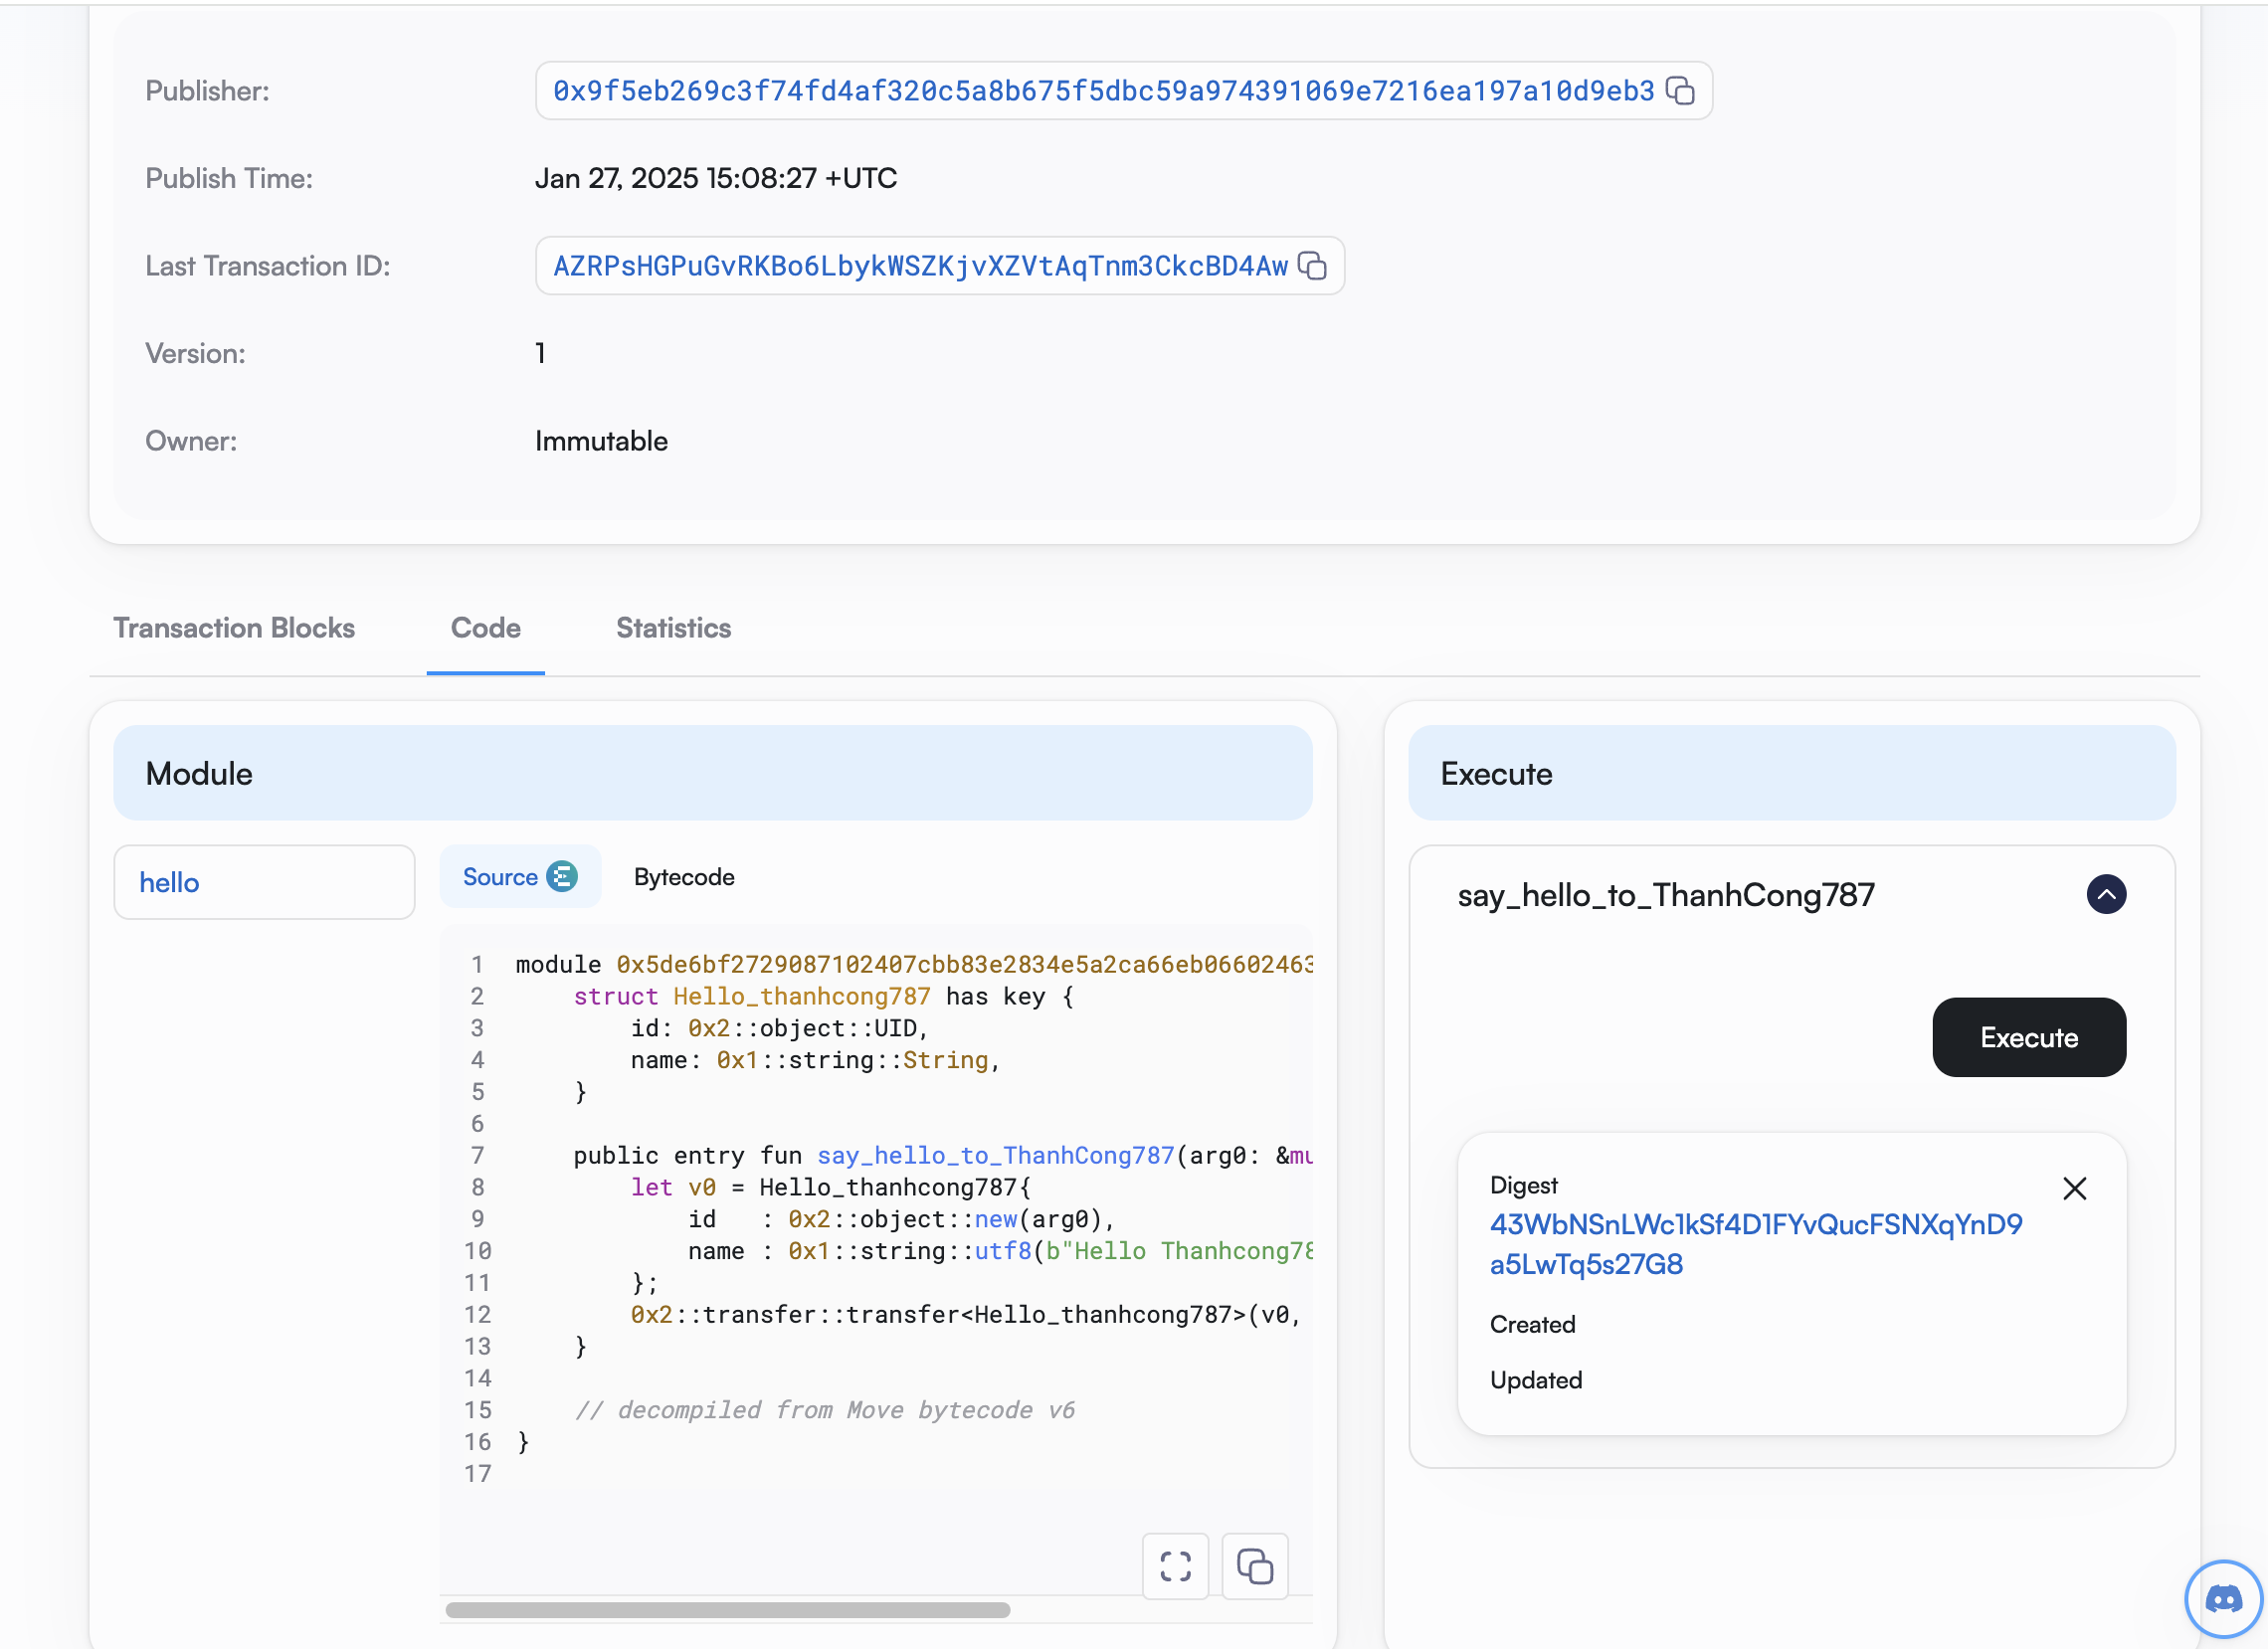 Publisher:
0x9f5eb269c3f74fd4af320c5a8b675f5dbc59a974391069e7216ea197a10d9eb3
Publish Time:
Jan 27, 2025 15:08:27 +UTC
Last Transaction ID:
AZRPsHGPuGvRKBo6LbykWSZKjvXZVtAqTnm3CkcBD4Aw
Version:
1
Owner:
Immutable
Transaction Blocks
Code
Statistics
Module
hello
Source
Bytecode
1 module 0x5de6bf2729087102407cbb83e2834e5a2ca66eb06602463
2 struct Hello_thanhcong787 has key {
3 id: 0x2::object::UID,
4 name: 0x1::string::String,
5 }
6
7 public entry fun say_hello_to_ThanhCong787(arg0: &mu
8 let v0 = Hello_thanhcong787{
9 id : 0x2::object::new(arg0),
10 name : 0x1::string::utf8(b"Hello Thanhcong78
11 };
12 0x2::transfer::transfer<Hello_thanhcong787>(v0,
13 }
14
15 // decompiled from Move bytecode v6
16 }
17
Execute
say_hello_to_ThanhCong787
Execute
Digest
43WbNSnLWc1kSf4D1FYvQucFSNXqYnD9
a5LwTq5s27G8
Created
Updated